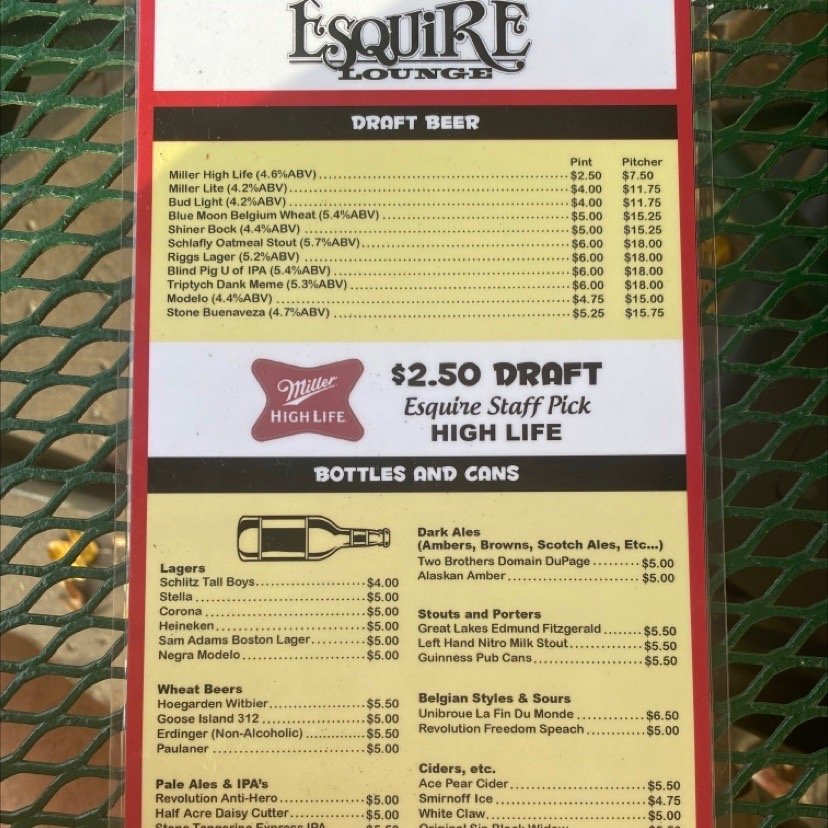 ESQUIRE
LOUNGE
DRAFT BEER
Pint Pitcher
Miller High Life (4.6%ABV) $2.50 $7.50
Miller Lite (4.2%ABV) $4.00 $11.75
Bud Light (4.2%ABV) $4.00 $11.75
Blue Moon Belgium Wheat (5.4%ABV) $5.00 $15.25
Shiner Bock (4.4%ABV) $5.00 $15.25
Schlafly Oatmeal Stout (5.7%ABV) $6.00 $18.00
Riggs Lager (5.2%ABV) $6.00 $18.00
Blind Pig U of IPA (5.4%ABV) $6.00 $18.00
Triptych Dank Meme (5.3%ABV) $6.00 $18.00
Modelo (4.4%ABV) $4.75 $15.00
Stone Buenaveza (4.7%ABV) $5.25 $15.75
Miller
HIGH LIFE
$2.50 DRAFT
Esquire Staff Pick
HIGH LIFE
BOTTLES AND CANS
Lagers
Schlitz Tall Boys $4.00
Stella $5.00
Corona $5.00
Heineken $5.00
Sam Adams Boston Lager $5.00
Negra Modelo $5.00
Wheat Beers
Hoegarden Witbier $5.50
Goose Island 312 $5.00
Erdinger (Non-Alcoholic) $5.50
Paulaner $5.00
Pale Ales & IPA's
Revolution Anti-Hero $5.00
Half Acre Daisy Cutter $5.00
Stone Tangerine Express IPA
Dark Ales
(Ambers, Browns, Scotch Ales, Etc...)
Two Brothers Domain DuPage $5.00
Alaskan Amber $5.00
Stouts and Porters
Great Lakes Edmund Fitzgerald $5.50
Left Hand Nitro Milk Stout $5.50
Guinness Pub Cans $5.50
Belgian Styles & Sours
Unibroue La Fin Du Monde $6.50
Revolution Freedom Speach $5.00
Ciders, etc.
Ace Pear Cider $5.50
Smirnoff Ice $4.75
White Claw $5.00
Original Sin Black Widow